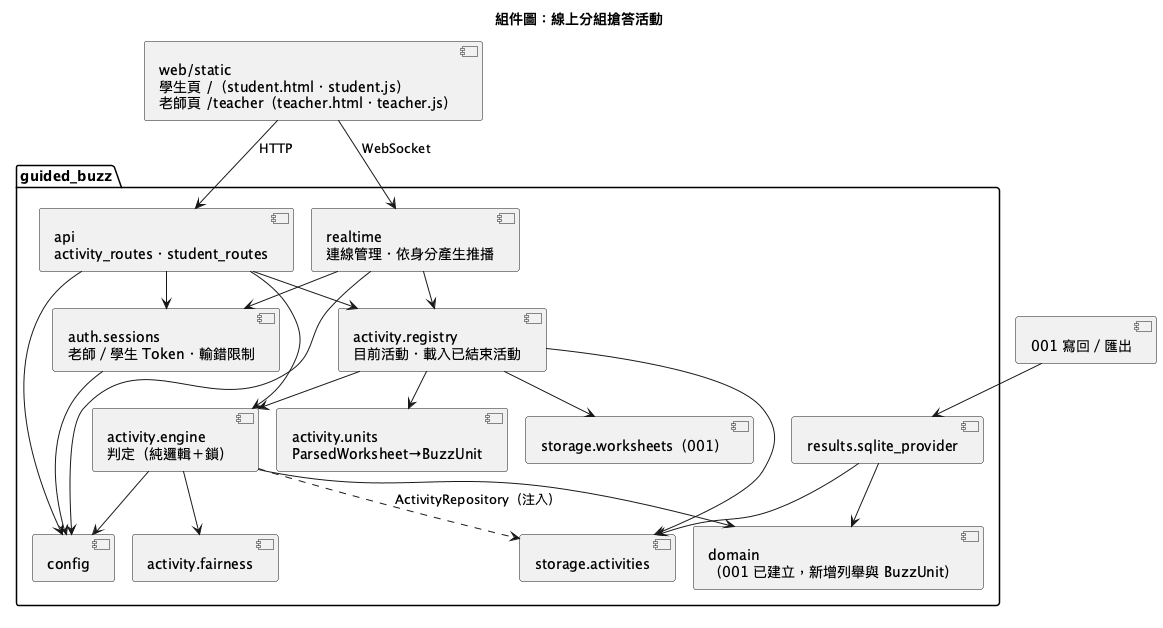 組件圖：線上分組搶答活動
web/static
學生頁 /（student.html・student.js）
老師頁 /teacher（teacher.html・teacher.js）
HTTP
WebSocket
guided_buzz
api
activity_routes・student_routes
realtime
連線管理・依身分產生推播
auth.sessions
老師 / 學生 Token・輸錯限制
activity.registry
目前活動・載入已結束活動
001 寫回 / 匯出
activity.engine
判定（純邏輯＋鎖）
activity.units
ParsedWorksheet→BuzzUnit
storage.worksheets（001）
results.sqlite_provider
ActivityRepository（注入）
config
activity.fairness
storage.activities
domain
（001 已建立，新增列舉與 BuzzUnit）